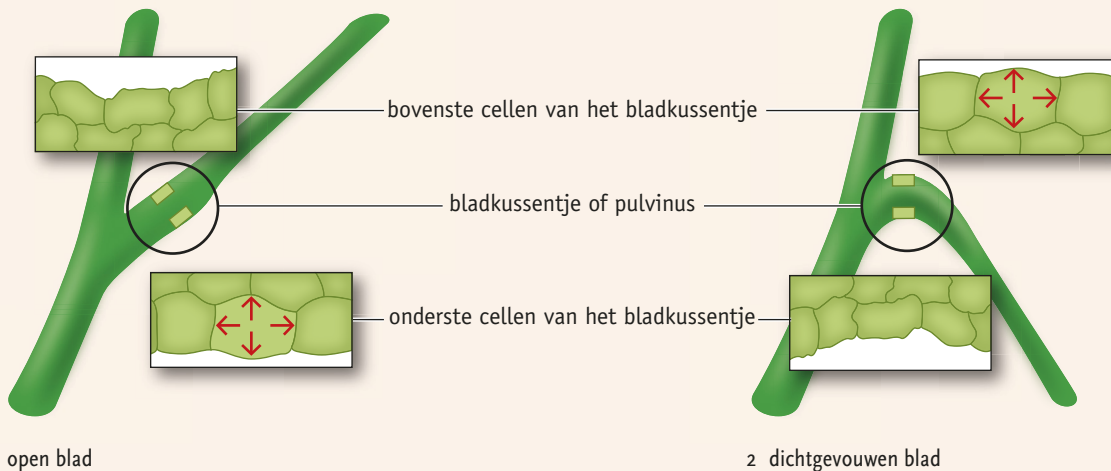 bovenste cellen van het bladkussentje
bladkussentje of pulvinus
onderste cellen van het bladkussentje
open blad
2 dichtgevouwen blad